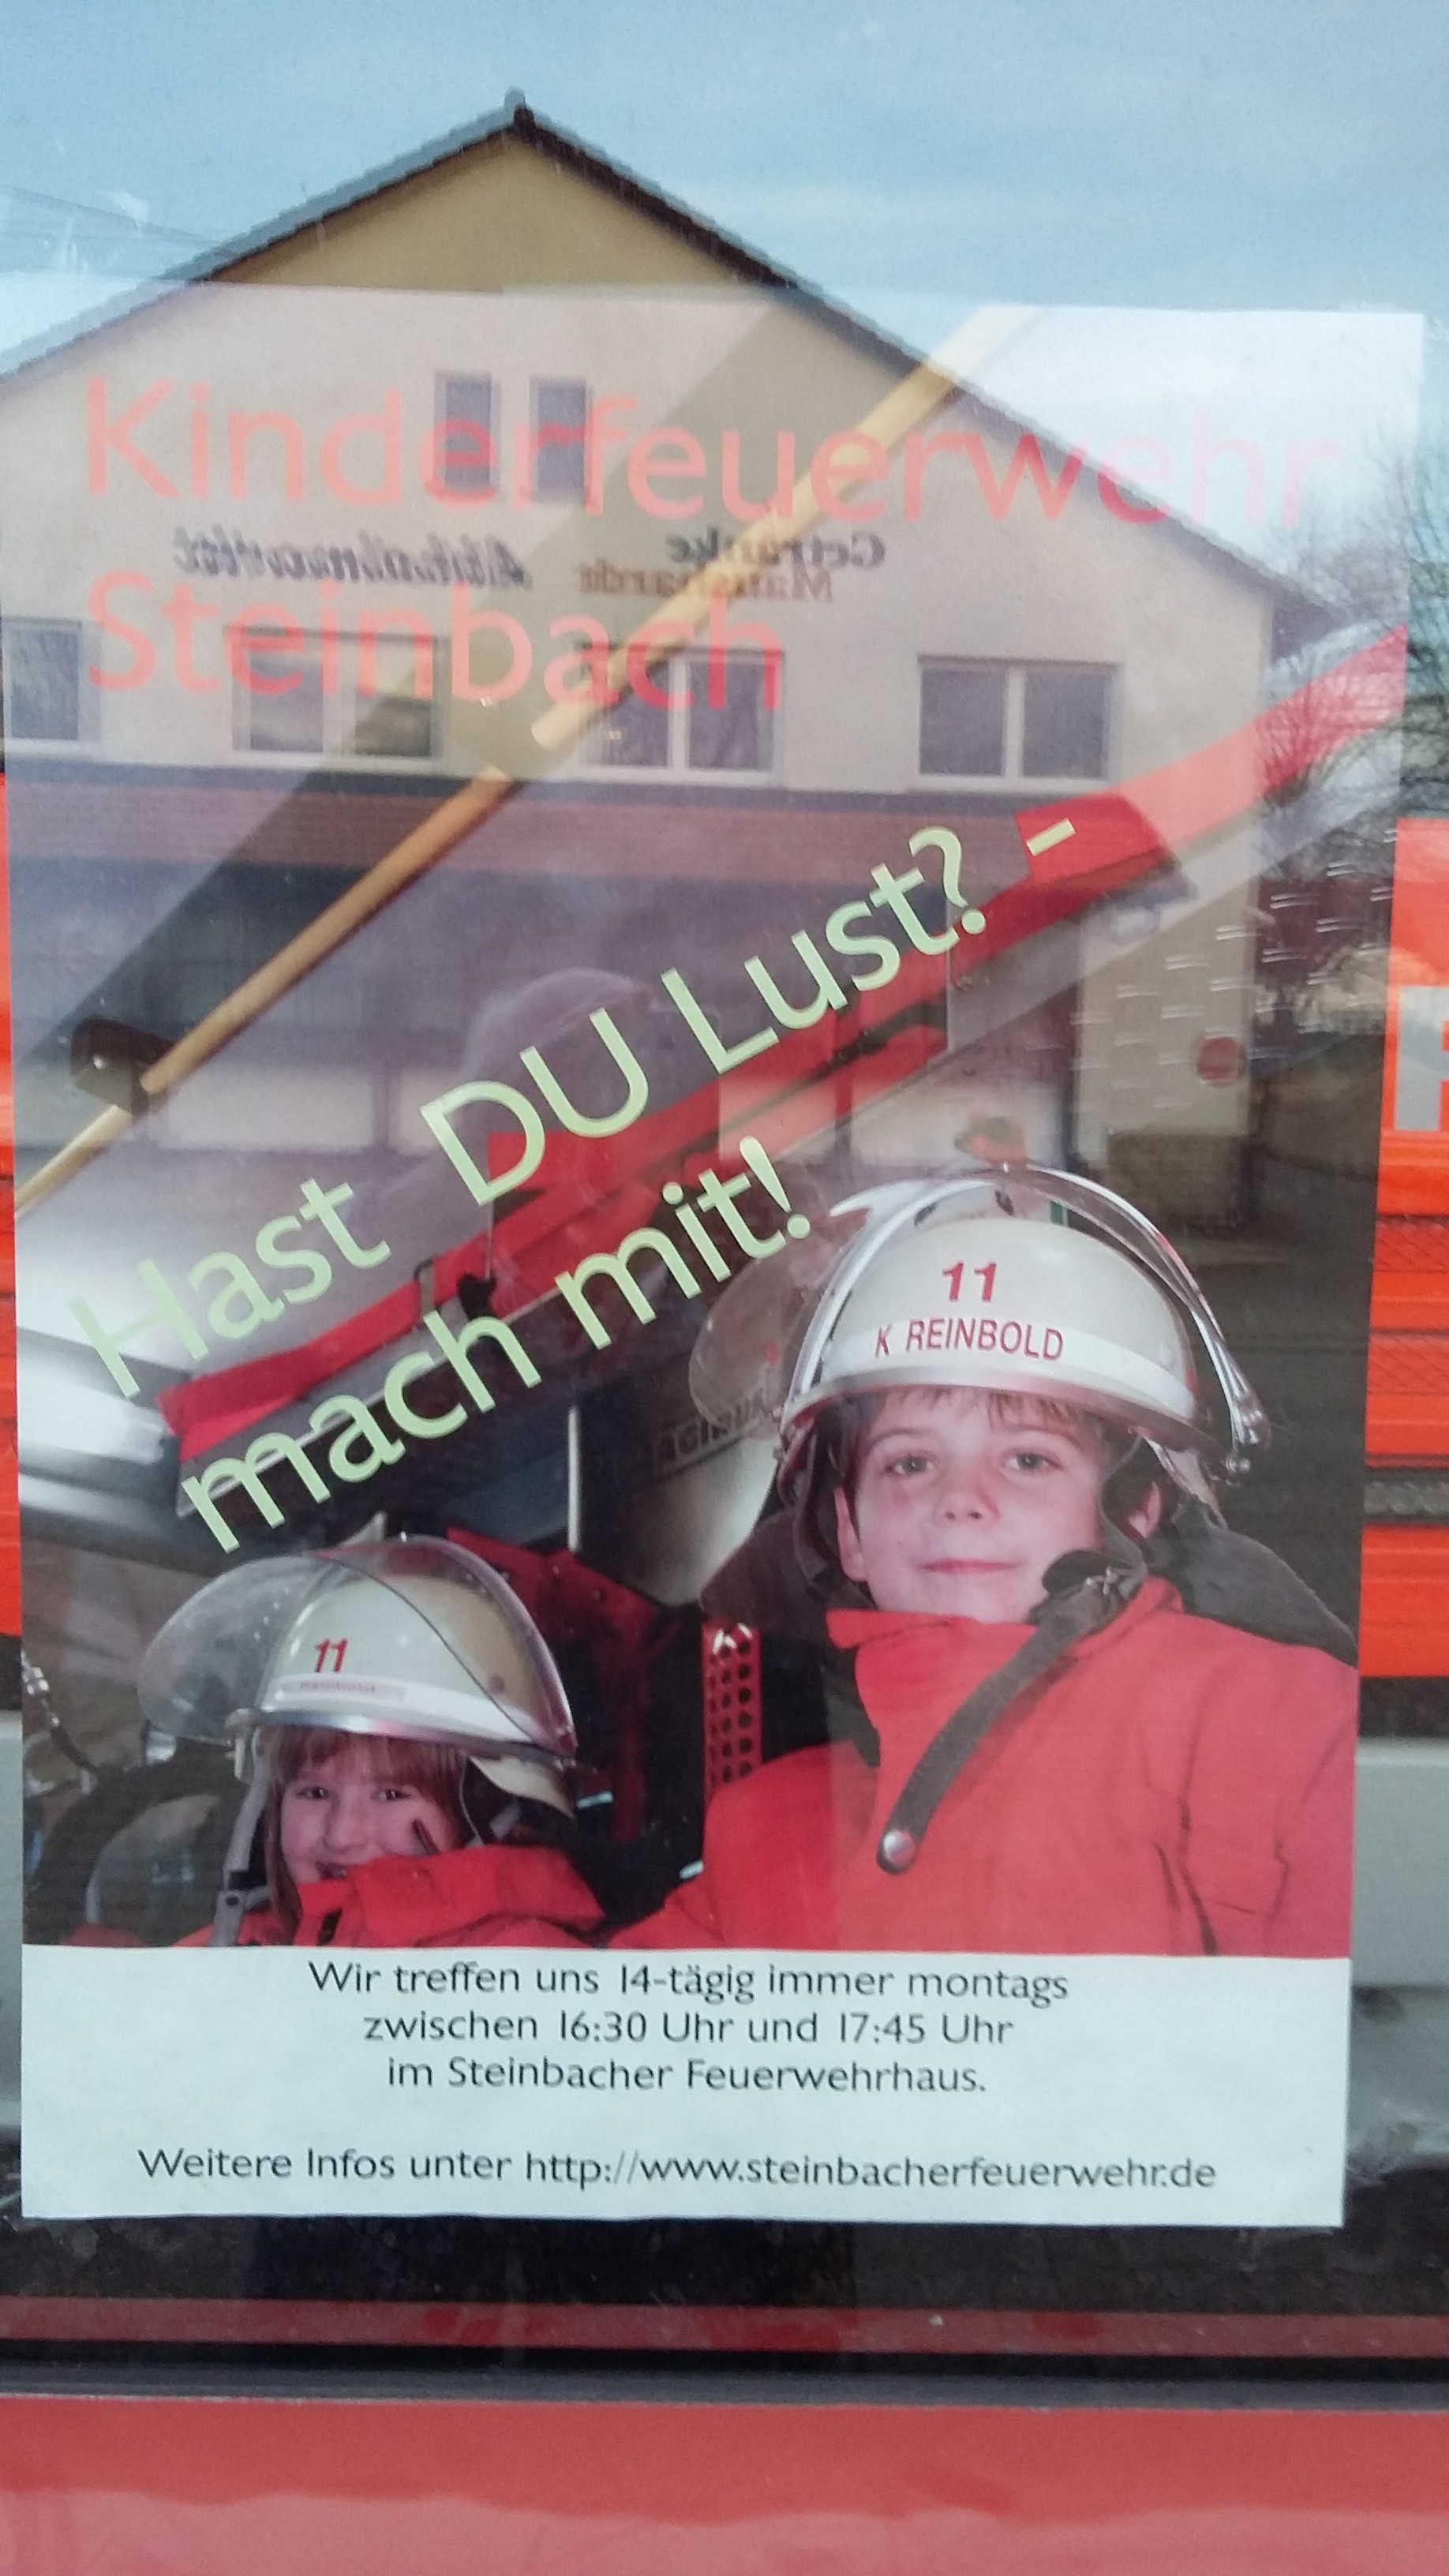 Kinderfeuerwehr
Steinbach
Getränke
Hast DU Lust? -
mach mit!
11
K REINBOLD
11
Wir treffen uns 14-tägig immer montags
zwischen 16:30 Uhr und 17:45 Uhr
im Steinbacher Feuerwehrhaus.
Weitere Infos unter http://www.steinbacherfeuerwehr.de